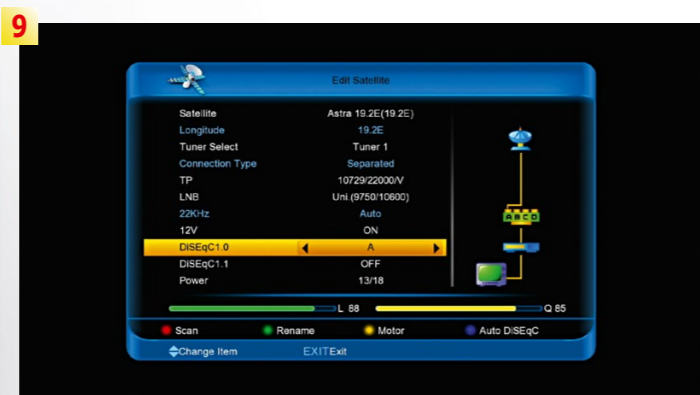 9
Edit Satellite
Satellite Astra 19.2E(19.2E)
Longitude 19.2E
Tuner Select Tuner 1
Connection Type Separated
TP 10729/22000/V
LNB Uni.(9750/10600)
22KHz Auto
12V ON
DiSEqC1.0 A
DiSEqC1.1 OFF
Power 13/18
ABCD
L 88 Q 85
Scan Rename Motor Auto DiSEqC
Change Item EXITExit